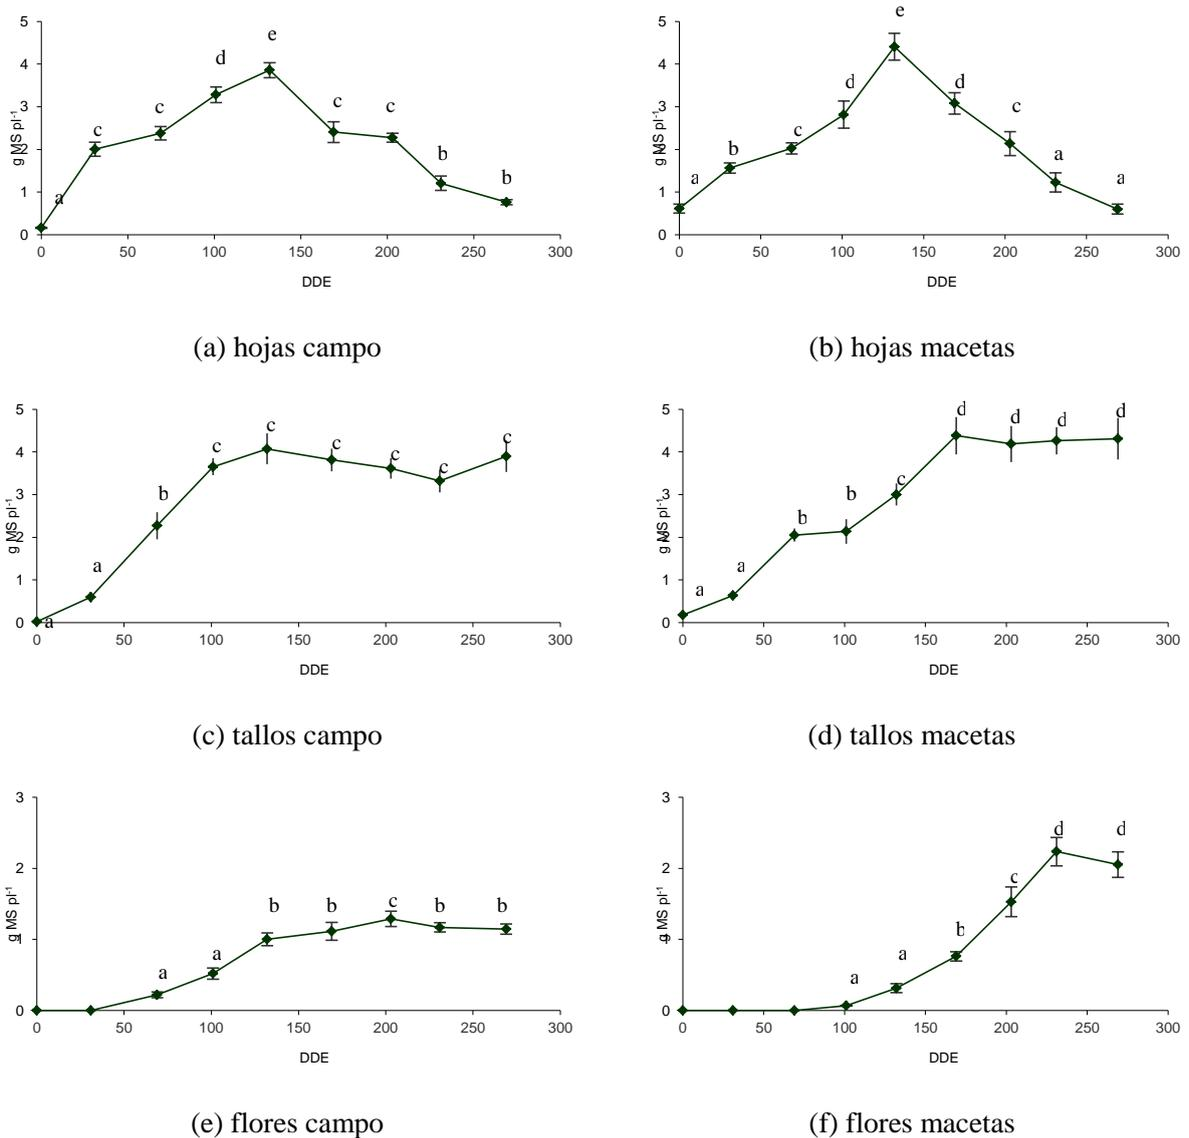 5
4
3
2
1
0
g MS pl⁻¹
a
c
c
d
e
c
c
b
b
0 50 100 150 200 250 300
DDE
(a) hojas campo
5
4
3
2
1
0
g MS pl⁻¹
a
b
c
d
e
d
c
a
a
0 50 100 150 200 250 300
DDE
(b) hojas macetas
5
4
3
2
1
0
g MS pl⁻¹
a
a
b
c
c
c
c
c
c
0 50 100 150 200 250 300
DDE
(c) tallos campo
5
4
3
2
1
0
g MS pl⁻¹
a
a
b
b
c
d
d
d
d
0 50 100 150 200 250 300
DDE
(d) tallos macetas
3
2
1
0
g MS pl⁻¹
a
a
b
b
c
b
b
0 50 100 150 200 250 300
DDE
(e) flores campo
3
2
1
0
g MS pl⁻¹
a
a
b
c
d
d
0 50 100 150 200 250 300
DDE
(f) flores macetas